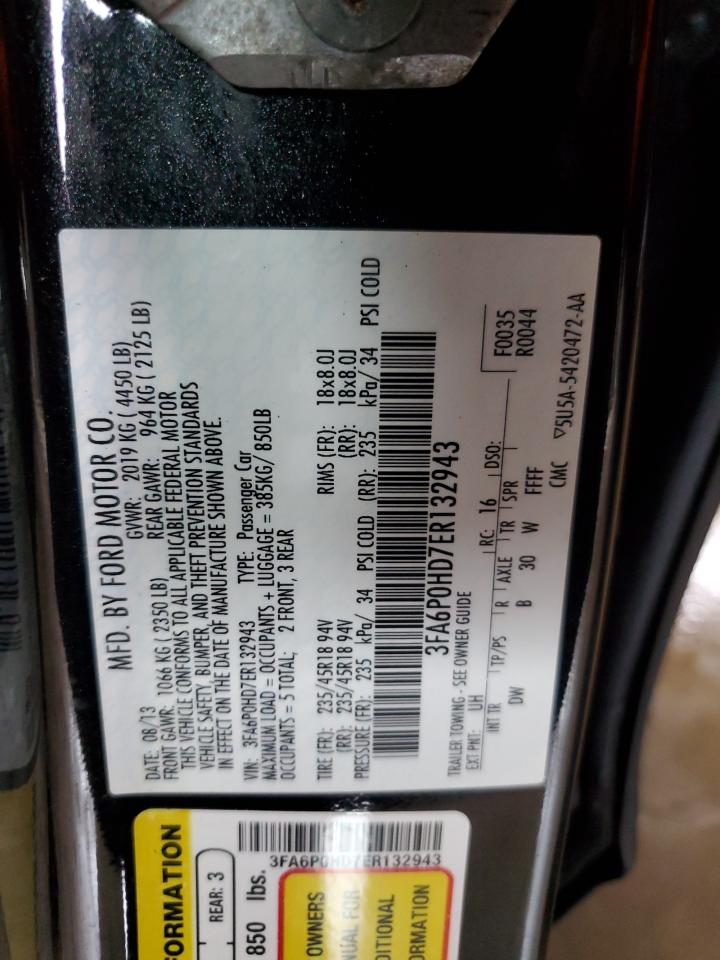 MFD. BY FORD MOTOR CO.
DATE: 08/13 GVWR: 2019 KG ( 4450 LB)
FRONT GAWR: 1066 KG ( 2350 LB) REAR GAWR: 964 KG ( 2125 LB)
THIS VEHICLE CONFORMS TO ALL APPLICABLE FEDERAL MOTOR
VEHICLE SAFETY, BUMPER, AND THEFT PREVENTION STANDARDS
IN EFFECT ON THE DATE OF MANUFACTURE SHOWN ABOVE.
VIN: 3FA6P0HD7ER132943 TYPE: Passenger Car
MAXIMUM LOAD = OCCUPANTS + LUGGAGE = 385KG/ 850LB
OCCUPANTS = 5 TOTAL; 2 FRONT, 3 REAR
TIRE (FR): 235/45R18 94V RIMS (FR): 18x8.0J
(RR): 235/45R18 94V (RR): 18x8.0J
PRESSURE (FR): 235 kPa/ 34 PSI COLD (RR): 235 kPa/ 34 PSI COLD
3FA6P0HD7ER132943
TRAILER TOWING - SEE OWNER GUIDE
EXT PNT: UH RC: 16 DSO: F0035
R0044
INT TR TP/PS R AXLE TR SPR
DW B 30 W FFFF
CMC ▽5U5A-5420472-AA
FORMATION
REAR: 3
850 lbs.
3FA6P0HD7ER132943
OWNERS
NUAL FOR
DITIONAL
ORMATION